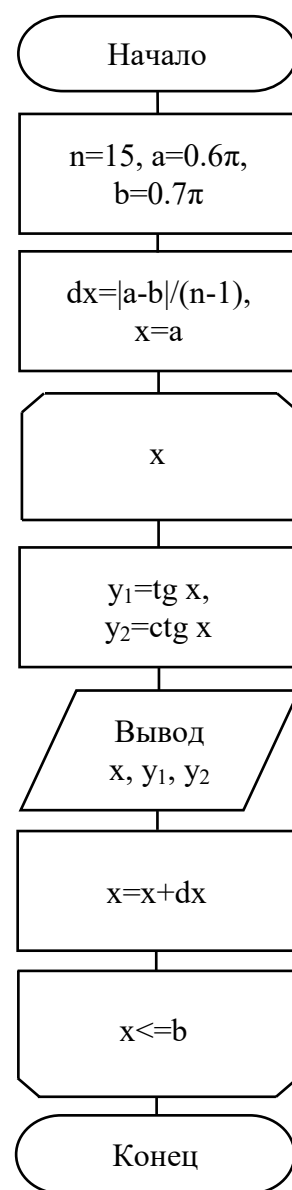 Начало
n=15, a=0.6π,
b=0.7π
dx=|a-b|/(n-1),
x=a
x
y₁=tg x,
y₂=ctg x
Вывод
x, y₁, y₂
x=x+dx
x<=b
Конец